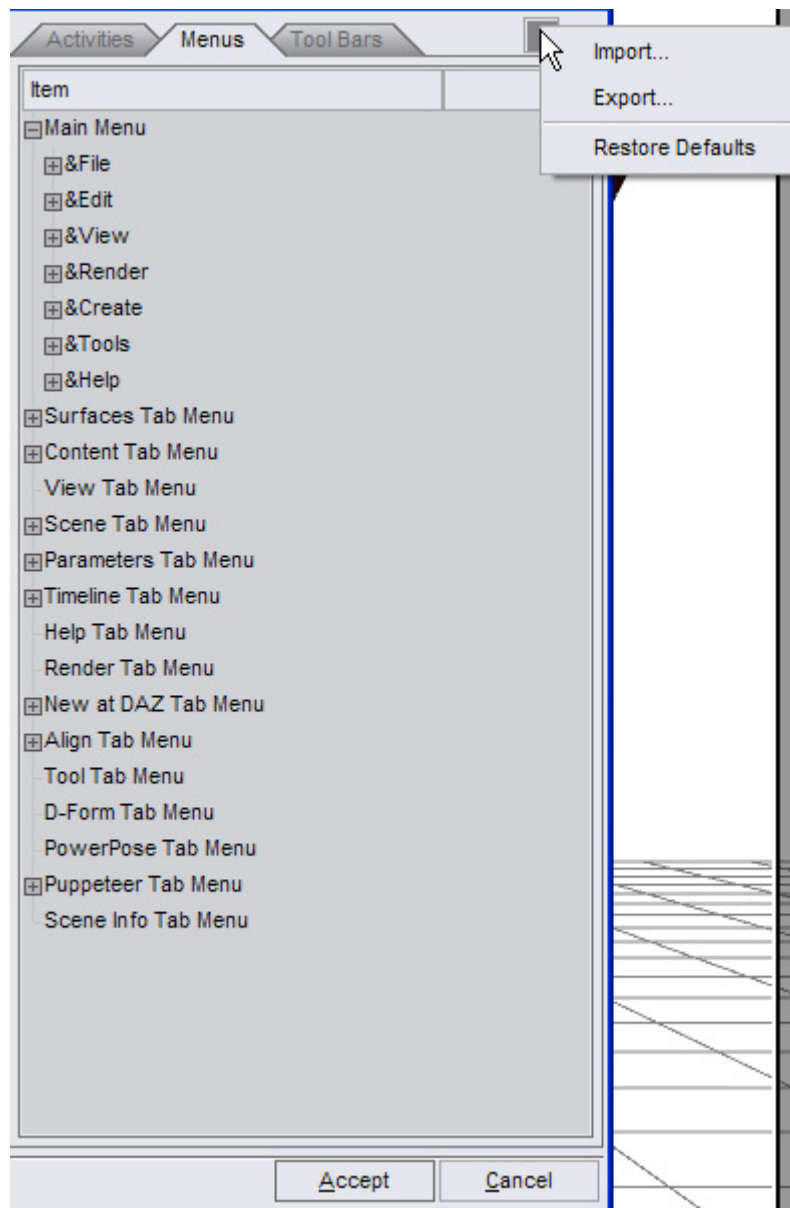 Activities Menus Tool Bars
Import...
Export...
Restore Defaults
Item
Main Menu
&File
&Edit
&View
&Render
&Create
&Tools
&Help
Surfaces Tab Menu
Content Tab Menu
View Tab Menu
Scene Tab Menu
Parameters Tab Menu
Timeline Tab Menu
Help Tab Menu
Render Tab Menu
New at DAZ Tab Menu
Align Tab Menu
Tool Tab Menu
D-Form Tab Menu
PowerPose Tab Menu
Puppeteer Tab Menu
Scene Info Tab Menu
Accept Cancel